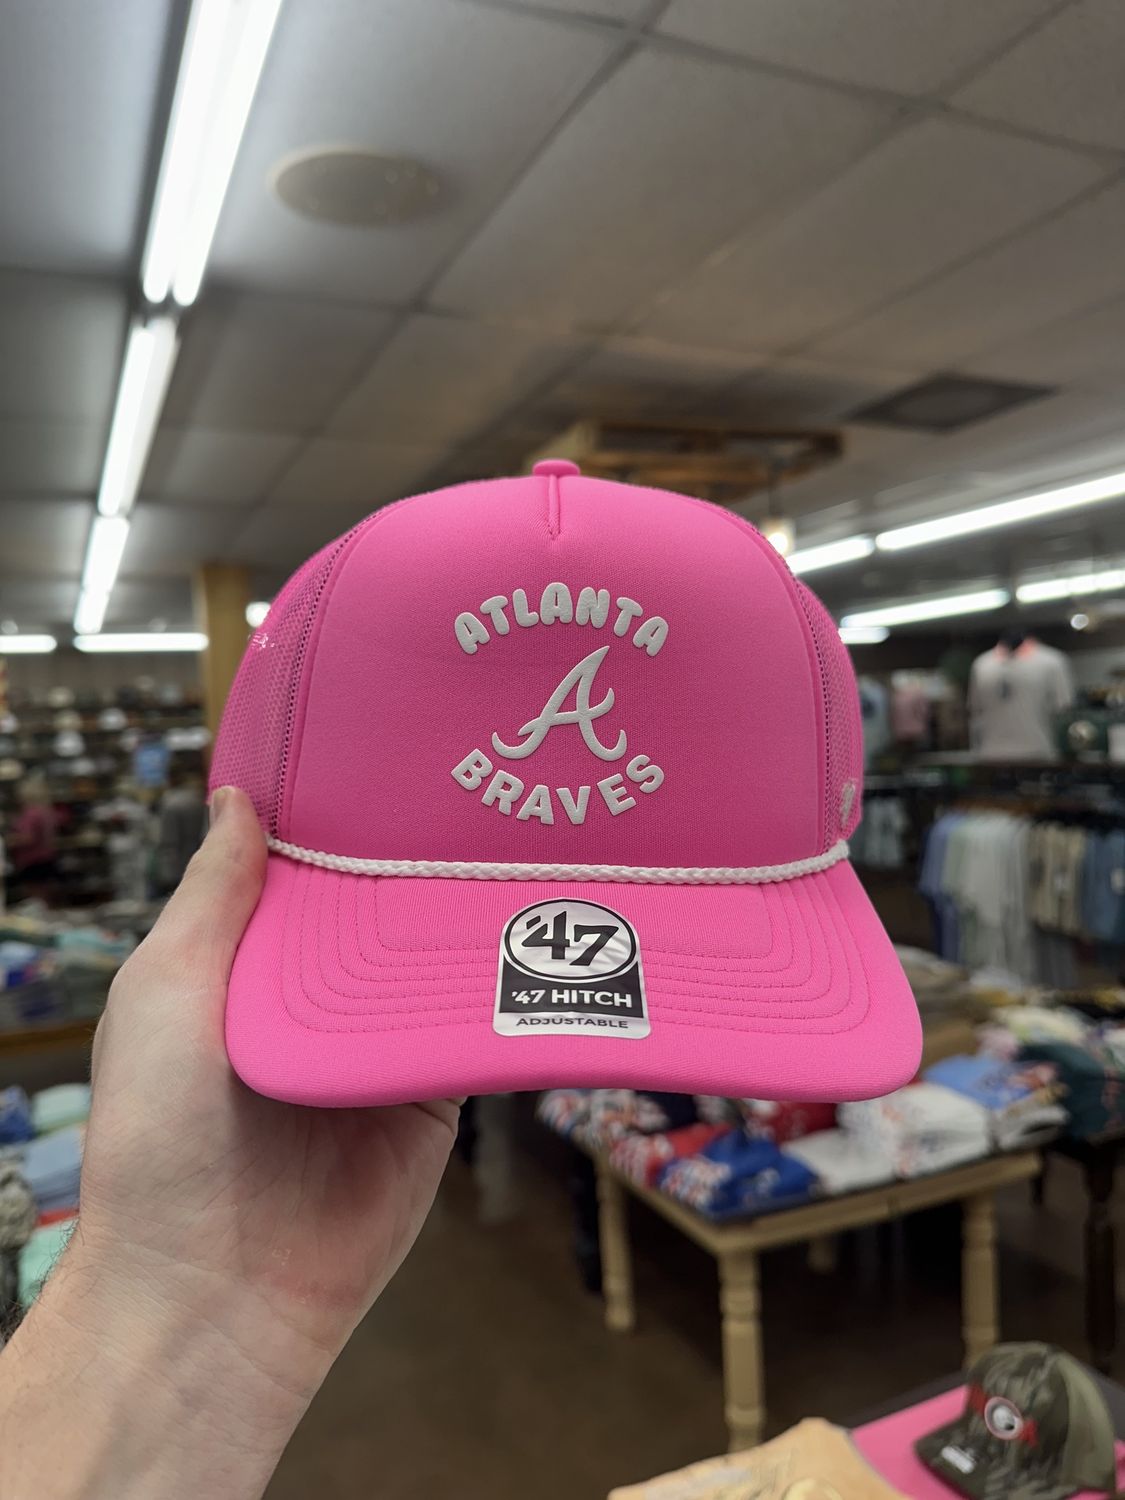 ATLANTA
A
BRAVES
'47
'47 HITCH
ADJUSTABLE